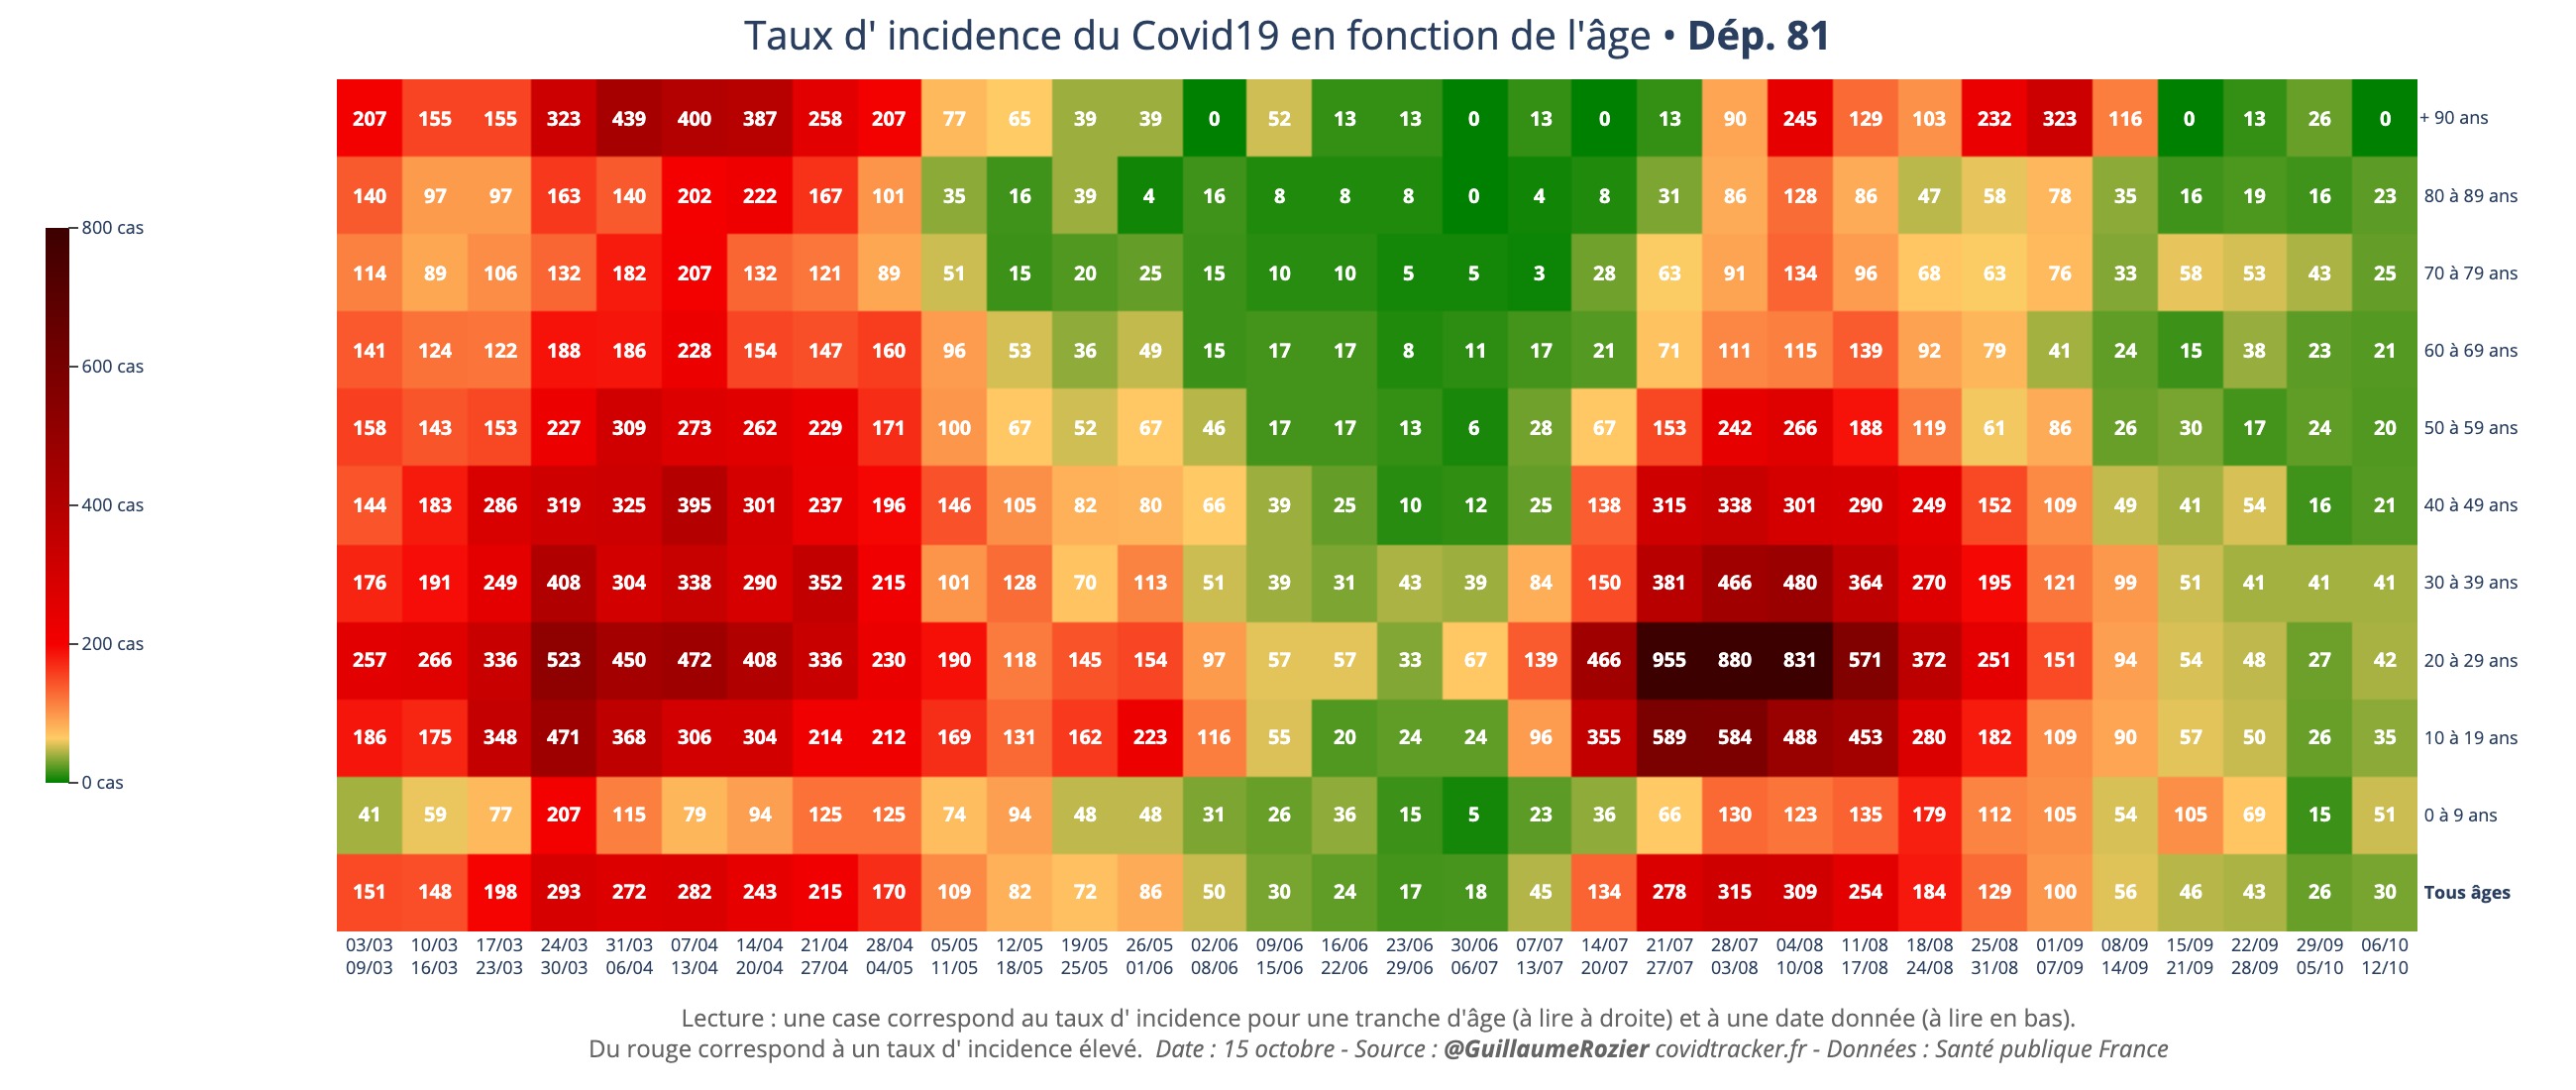 Taux d' incidence du Covid19 en fonction de l'âge • Dép. 81
800 cas
600 cas
400 cas
200 cas
0 cas
207 155 155 323 439 400 387 258 207 77 65 39 39 0 52 13 13 0 13 0 13 90 245 129 103 232 323 116 0 13 26 0 + 90 ans
140 97 97 163 140 202 222 167 101 35 16 39 4 16 8 8 8 0 4 8 31 86 128 86 47 58 78 35 16 19 16 23 80 à 89 ans
114 89 106 132 182 207 132 121 89 51 15 20 25 15 10 10 5 5 3 28 63 91 134 96 68 63 76 33 58 53 43 25 70 à 79 ans
141 124 122 188 186 228 154 147 160 96 53 36 49 15 17 17 8 11 17 21 71 111 115 139 92 79 41 24 15 38 23 21 60 à 69 ans
158 143 153 227 309 273 262 229 171 100 67 52 67 46 17 17 13 6 28 67 153 242 266 188 119 61 86 26 30 17 24 20 50 à 59 ans
144 183 286 319 325 395 301 237 196 146 105 82 80 66 39 25 10 12 25 138 315 338 301 290 249 152 109 49 41 54 16 21 40 à 49 ans
176 191 249 408 304 338 290 352 215 101 128 70 113 51 39 31 43 39 84 150 381 466 480 364 270 195 121 99 51 41 41 41 30 à 39 ans
257 266 336 523 450 472 408 336 230 190 118 145 154 97 57 57 33 67 139 466 955 880 831 571 372 251 151 94 54 48 27 42 20 à 29 ans
186 175 348 471 368 306 304 214 212 169 131 162 223 116 55 20 24 24 96 355 589 584 488 453 280 182 109 90 57 50 26 35 10 à 19 ans
41 59 77 207 115 79 94 125 125 74 94 48 48 31 26 36 15 5 23 36 66 130 123 135 179 112 105 54 105 69 15 51 0 à 9 ans
151 148 198 293 272 282 243 215 170 109 82 72 86 50 30 24 17 18 45 134 278 315 309 254 184 129 100 56 46 43 26 30 Tous âges
03/03 10/03 17/03 24/03 31/03 07/04 14/04 21/04 28/04 05/05 12/05 19/05 26/05 02/06 09/06 16/06 23/06 30/06 07/07 14/07 21/07 28/07 04/08 11/08 18/08 25/08 01/09 08/09 15/09 22/09 29/09 06/10
09/03 16/03 23/03 30/03 06/04 13/04 20/04 27/04 04/05 11/05 18/05 25/05 01/06 08/06 15/06 22/06 29/06 06/07 13/07 20/07 27/07 03/08 10/08 17/08 24/08 31/08 07/09 14/09 21/09 28/09 05/10 12/10
Lecture : une case correspond au taux d' incidence pour une tranche d'âge (à lire à droite) et à une date donnée (à lire en bas).
Du rouge correspond à un taux d' incidence élevé. Date : 15 octobre - Source : @GuillaumeRozier covidtracker.fr - Données : Santé publique France